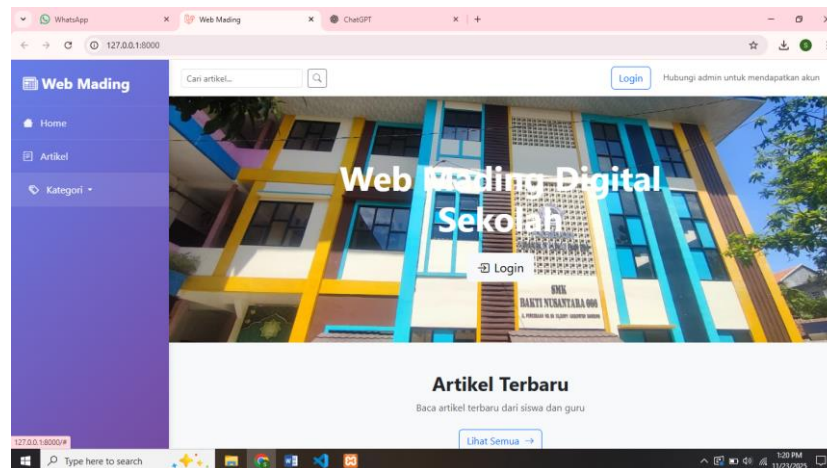 WhatsApp
Web Mading
ChatGPT
127.0.0.1:8000
Web Mading
Cari artikel...
Login
Hubungi admin untuk mendapatkan akun
Home
Artikel
Kategori
Web Mading Digital
Sekolah
Login
SMK
BAKTI NUSANTARA 666
Artikel Terbaru
Baca artikel terbaru dari siswa dan guru
Lihat Semua →
127.0.0.1:8000/#
Type here to search
1:20 PM
11/23/2025